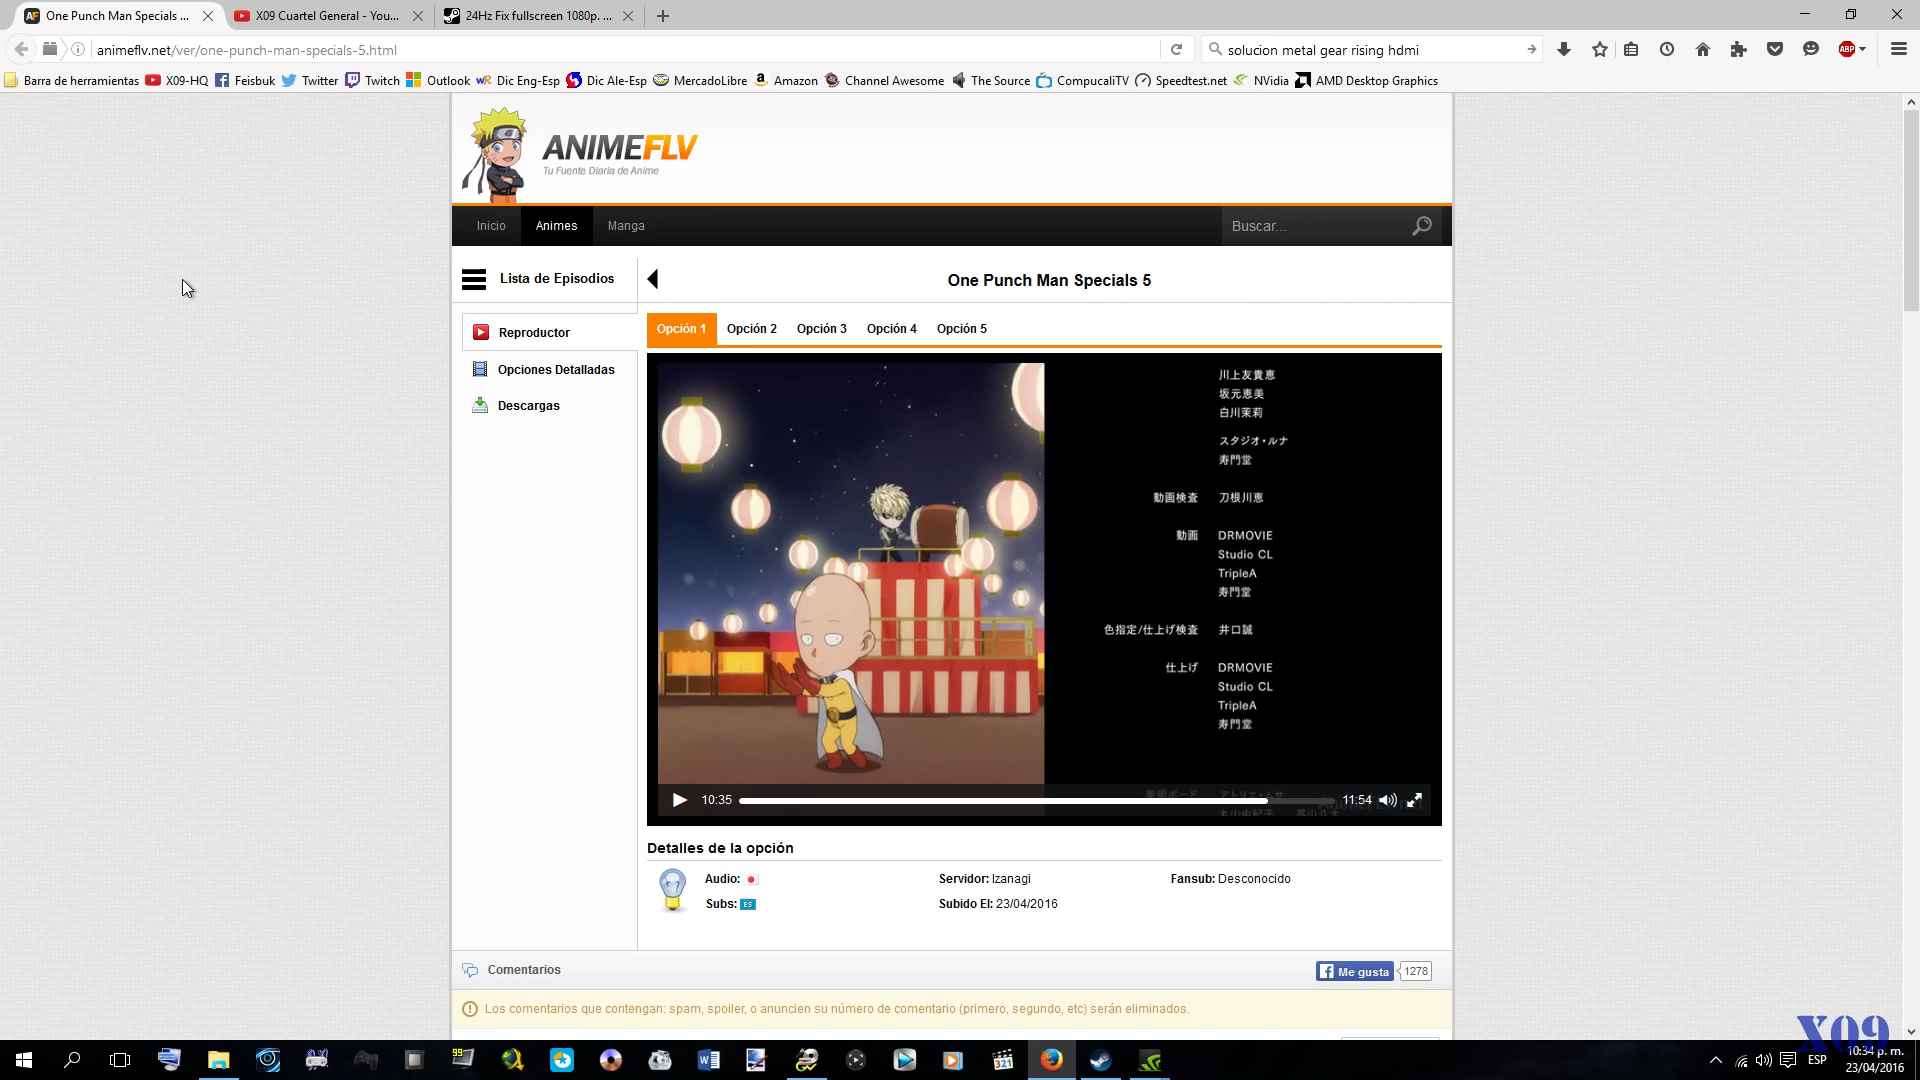 One Punch Man Specials ...
X09 Cuartel General - You...
24Hz Fix fullscreen 1080p. ...
animeflv.net/ver/one-punch-man-specials-5.html
solucion metal gear rising hdmi
ABP
Barra de herramientas X09-HQ Feisbuk Twitter Twitch Outlook Dic Eng-Esp Dic Ale-Esp MercadoLibre Amazon Channel Awesome The Source CompucaliTV Speedtest.net NVidia AMD Desktop Graphics
ANIMEFLV
Tu Fuente Diaria de Anime
Inicio Animes Manga Buscar...
Lista de Episodios
One Punch Man Specials 5
Reproductor
Opciones Detalladas
Descargas
Opción 1 Opción 2 Opción 3 Opción 4 Opción 5
川上友貴恵
坂元恵美
白川茉莉
スタジオ・ルナ
寿門堂
動画検査 刀根川恵
動画 DRMOVIE
Studio CL
TripleA
寿門堂
色指定/仕上げ検査 井口誠
仕上げ DRMOVIE
Studio CL
TripleA
寿門堂
10:35 11:54
Detalles de la opción
Audio: Servidor: Izanagi Fansub: Desconocido
Subs: ES Subido El: 23/04/2016
Comentarios
Me gusta 1278
Los comentarios que contengan: spam, spoiler, o anuncien su número de comentario (primero, segundo, etc) serán eliminados.
X09
99
321
ESP
10:34 p. m.
23/04/2016